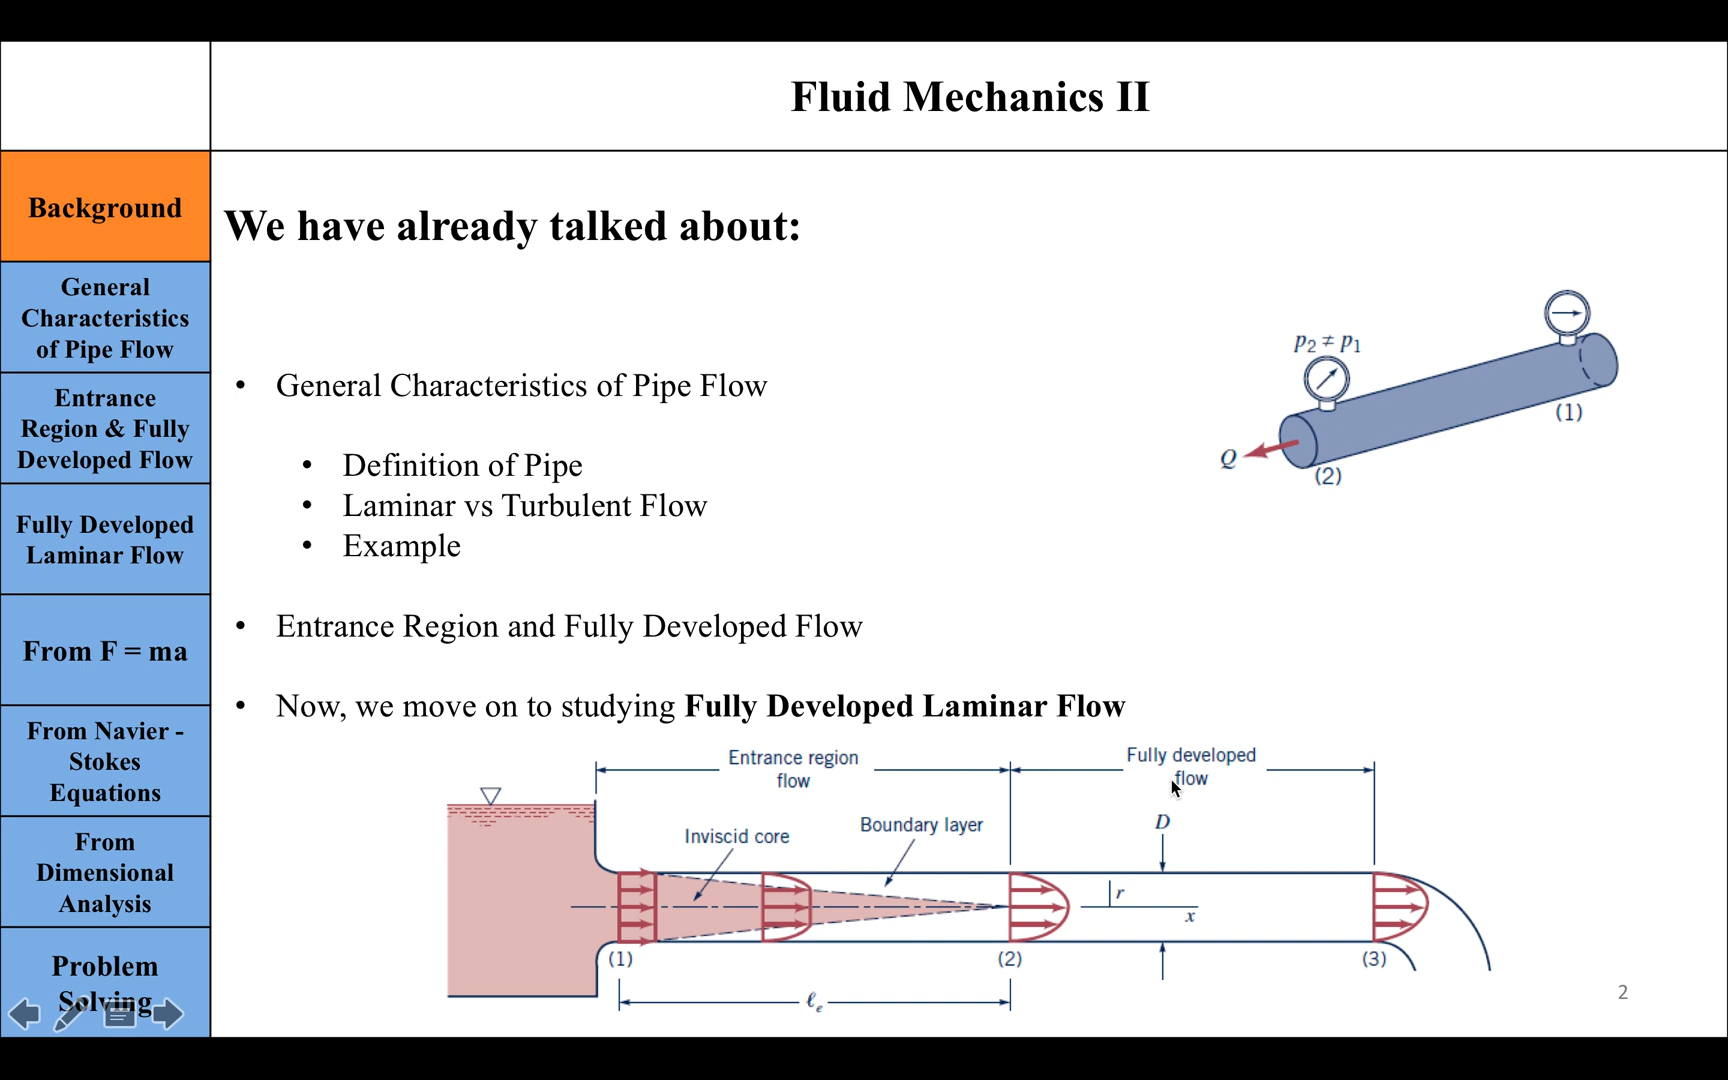 Fluid Mechanics II
Background
General
Characteristics
of Pipe Flow
Entrance
Region & Fully
Developed Flow
Fully Developed
Laminar Flow
From F = ma
From Navier -
Stokes
Equations
From
Dimensional
Analysis
Problem
Solving
We have already talked about:
• General Characteristics of Pipe Flow
• Definition of Pipe
• Laminar vs Turbulent Flow
• Example
• Entrance Region and Fully Developed Flow
• Now, we move on to studying Fully Developed Laminar Flow
p₂ ≠ p₁
(1)
Q
(2)
Entrance region
flow
Fully developed
flow
Inviscid core
Boundary layer
D
r
x
(1)
(2)
(3)
ℓₑ
2